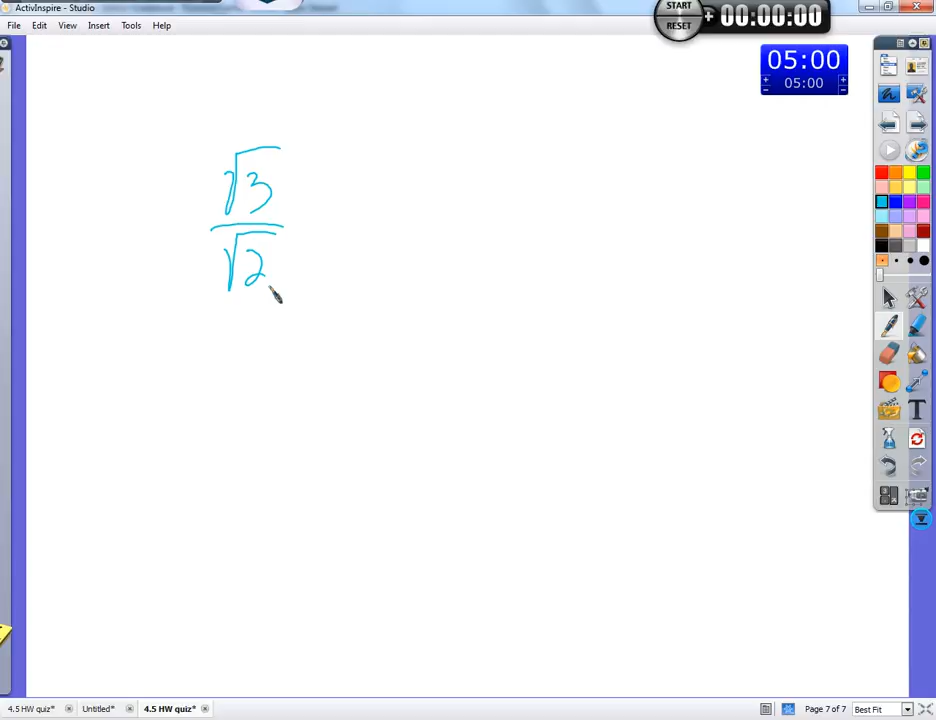 ActivInspire - Studio
START
RESET
+ 00:00:00
File Edit View Insert Tools Help
05:00
05:00
√3
√2
4.5 HW quiz* Untitled* 4.5 HW quiz*
Page 7 of 7 Best Fit